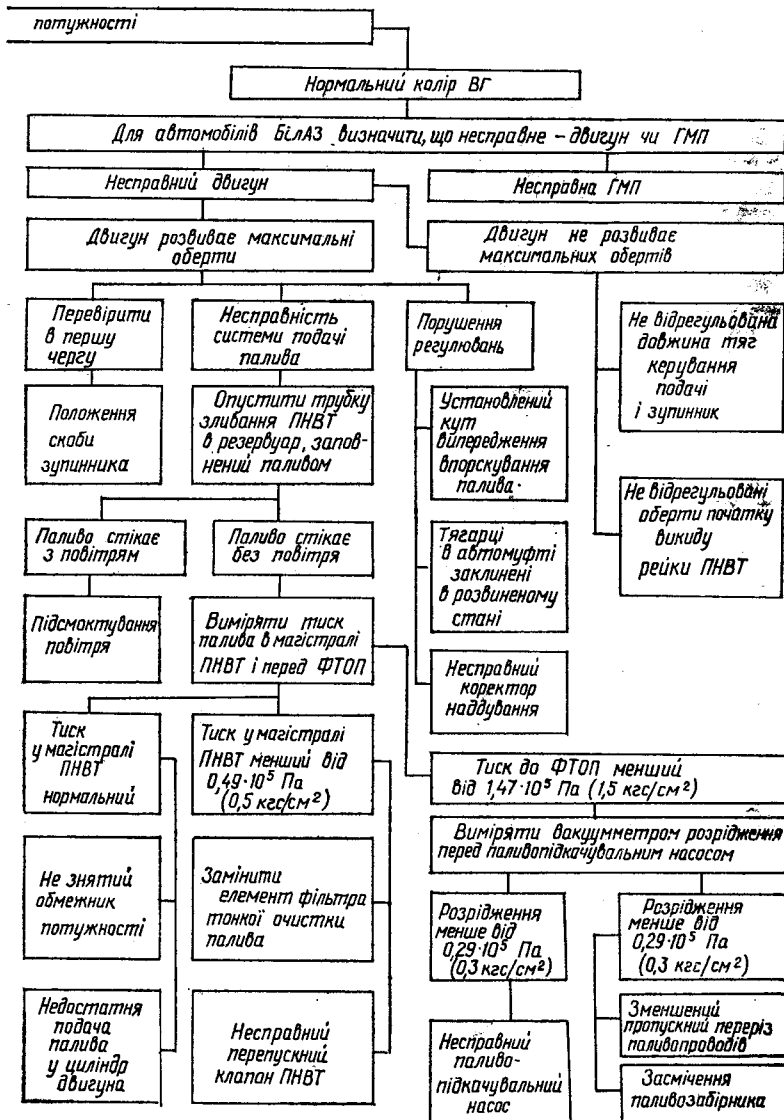 потужності
Нормальний колір ВГ
Для автомобілів БілАЗ визначити, що несправне – двигун чи ГМП
Несправний двигун
Несправна ГМП
Двигун розвиває максимальні
оберти
Двигун не розвиває
максимальних обертів
Перевірити
в першу
чергу
Несправність
системи подачі
палива
Порушення
регулювань
Не відрегульована
довжина тяг
керування
подачі
і зупинник
Положення
скоби
зупинника
Опустити трубку
зливання ПНВТ
в резервуар, запов-
нений паливом
Установлений
кут
випередження
впорскування
палива
Не відрегульовані
оберти початку
викиду
рейки ПНВТ
Паливо стікає
з повітрям
Паливо стікає
без повітря
Тягарці
в автомуфті
заклинені
в розвиненому
стані
Підсмоктування
повітря
Виміряти тиск
палива в магістралі
ПНВТ і перед ФТОП
Несправний
коректор
наддування
Тиск
у магістралі
ПНВТ
нормальний
Тиск у магістралі
ПНВТ менший від
0,49·10⁵ Па
(0,5 кгс/см²)
Тиск до ФТОП менший
від 1,47·10⁵ Па (1,5 кгс/см²)
Виміряти вакуумметром розрідження
перед паливопідкачувальним насосом
Не знятий
обмежник
потужності
Замінити
елемент фільтра
тонкої очистки
палива
Розрідження
менше від
0,29·10⁵ Па
(0,3 кгс/см²)
Розрідження
менше від
0,29·10⁵ Па
(0,3 кгс/см²)
Недостатня
подача
палива
у циліндр
двигуна
Несправний
перепускний
клапан ПНВТ
Несправний
паливо-
підкачувальний
насос
Зменшений
пропускний переріз
паливопроводів
Засмічення
паливозабірника